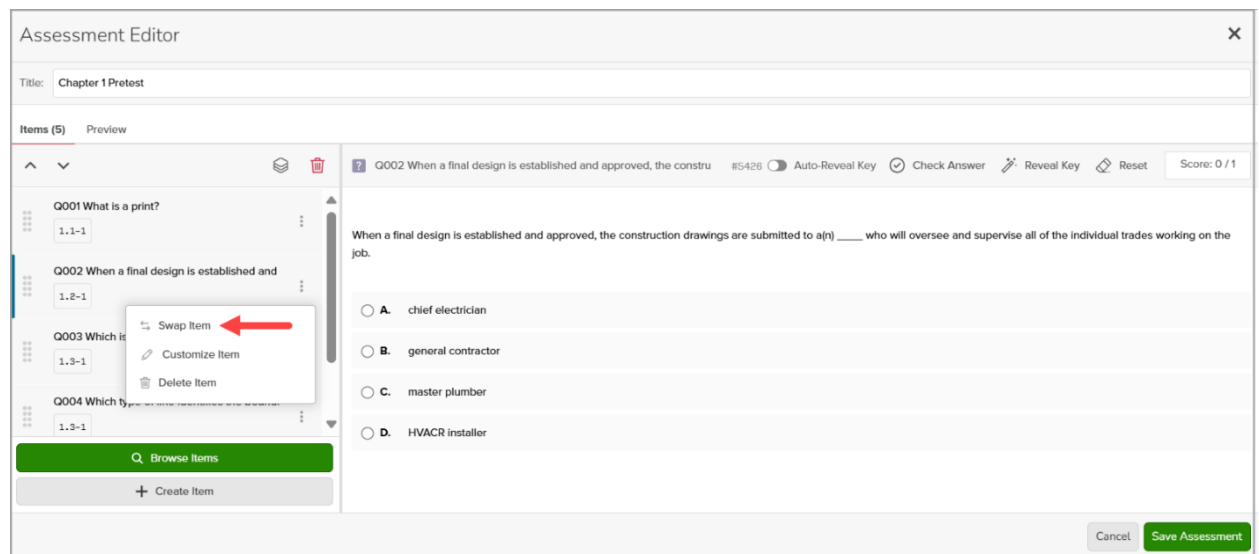 Assessment Editor
Title: Chapter 1 Pretest
Items (5) Preview
Q002 When a final design is established and approved, the constru #5426 Auto-Reveal Key Check Answer Reveal Key Reset Score: 0 / 1
Q001 What is a print?
1.1-1
Q002 When a final design is established and
1.2-1
Swap Item
Customize Item
Delete Item
Q003 Which is
1.3-1
Q004 Which
1.3-1
Browse Items
Create Item
When a final design is established and approved, the construction drawings are submitted to a(n) ____ who will oversee and supervise all of the individual trades working on the
job.
A. chief electrician
B. general contractor
C. master plumber
D. HVACR installer
Cancel Save Assessment